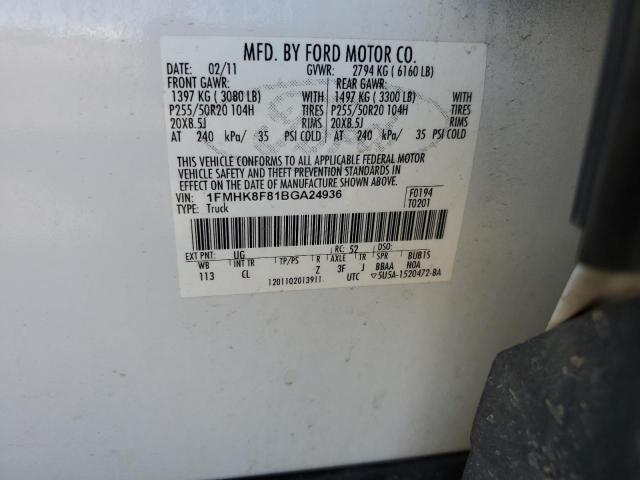 MFD. BY FORD MOTOR CO.
DATE: 02/11 GVWR: 2794 KG ( 6160 LB)
FRONT GAWR: REAR GAWR:
1397 KG ( 3080 LB) WITH 1497 KG ( 3300 LB) WITH
P255/50R20 104H TIRES P255/50R20 104H TIRES
20X8.5J RIMS 20X8.5J RIMS
AT 240 kPa/ 35 PSI COLD AT 240 kPa/ 35 PSI COLD
THIS VEHICLE CONFORMS TO ALL APPLICABLE FEDERAL MOTOR
VEHICLE SAFETY AND THEFT PREVENTION STANDARDS IN
EFFECT ON THE DATE OF MANUFACTURE SHOWN ABOVE.
VIN: 1FMHK8F81BGA24936 F0194
TYPE: Truck T0201
EXT PNT: UG RC: 52 DSO:
WB INT TR TP/PS R AXLE TR SPR BUBTS
113 CL Z 3F J BBAA NOA
1201102013911. UTC ▽5U5A-1520472-BA